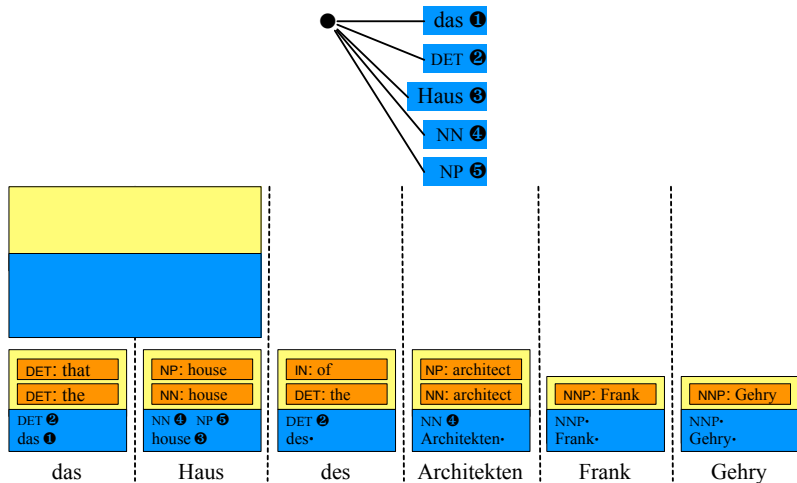 das ❶
DET ❷
Haus ❸
NN ❹
NP ❺
DET: that
DET: the
DET ❷
das ❶
NP: house
NN: house
NN ❹ NP ❺
house ❸
IN: of
DET: the
DET ❷
des•
NP: architect
NN: architect
NN ❹
Architekten•
NNP: Frank
NNP•
Frank•
NNP: Gehry
NNP•
Gehry•
das Haus des Architekten Frank Gehry